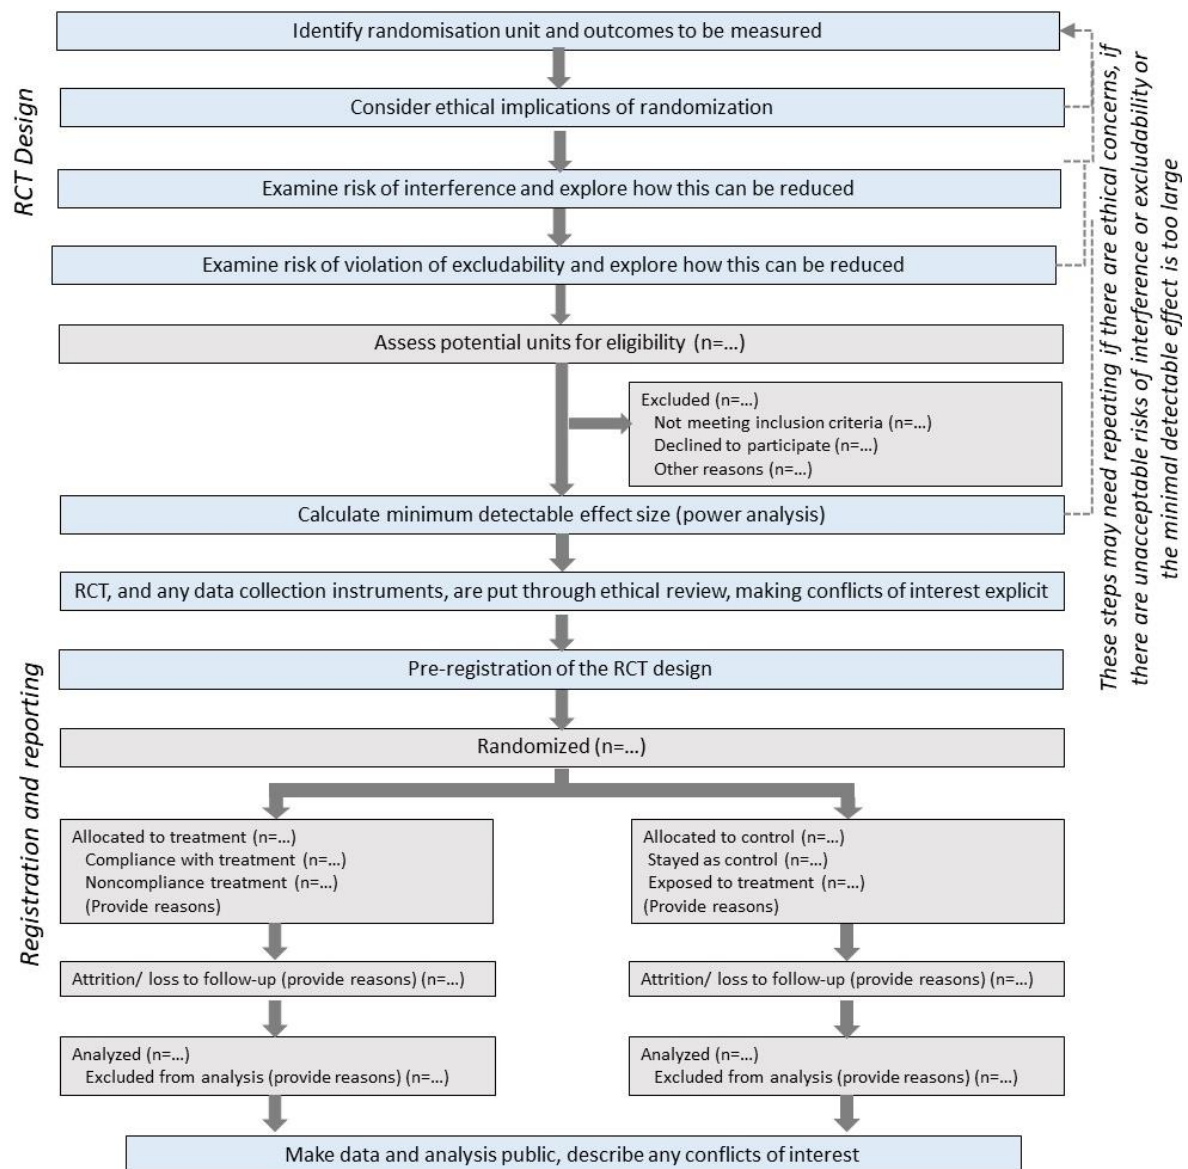 Identify randomisation unit and outcomes to be measured
Consider ethical implications of randomization
Examine risk of interference and explore how this can be reduced
Examine risk of violation of excludability and explore how this can be reduced
RCT Design
These steps may need repeating if there are ethical concerns, if
there are unacceptable risks of interference or excludability or
the minimal detectable effect is too large
Assess potential units for eligibility (n=…)
Excluded (n=…)
Not meeting inclusion criteria (n=…)
Declined to participate (n=…)
Other reasons (n=…)
Calculate minimum detectable effect size (power analysis)
RCT, and any data collection instruments, are put through ethical review, making conflicts of interest explicit
Pre-registration of the RCT design
Registration and reporting
Randomized (n=…)
Allocated to treatment (n=…)
Compliance with treatment (n=…)
Noncompliance treatment (n=…)
(Provide reasons)
Allocated to control (n=…)
Stayed as control (n=…)
Exposed to treatment (n=…)
(Provide reasons)
Attrition/ loss to follow-up (provide reasons) (n=…)
Attrition/ loss to follow-up (provide reasons) (n=…)
Analyzed (n=…)
Excluded from analysis (provide reasons) (n=…)
Analyzed (n=…)
Excluded from analysis (provide reasons) (n=…)
Make data and analysis public, describe any conflicts of interest